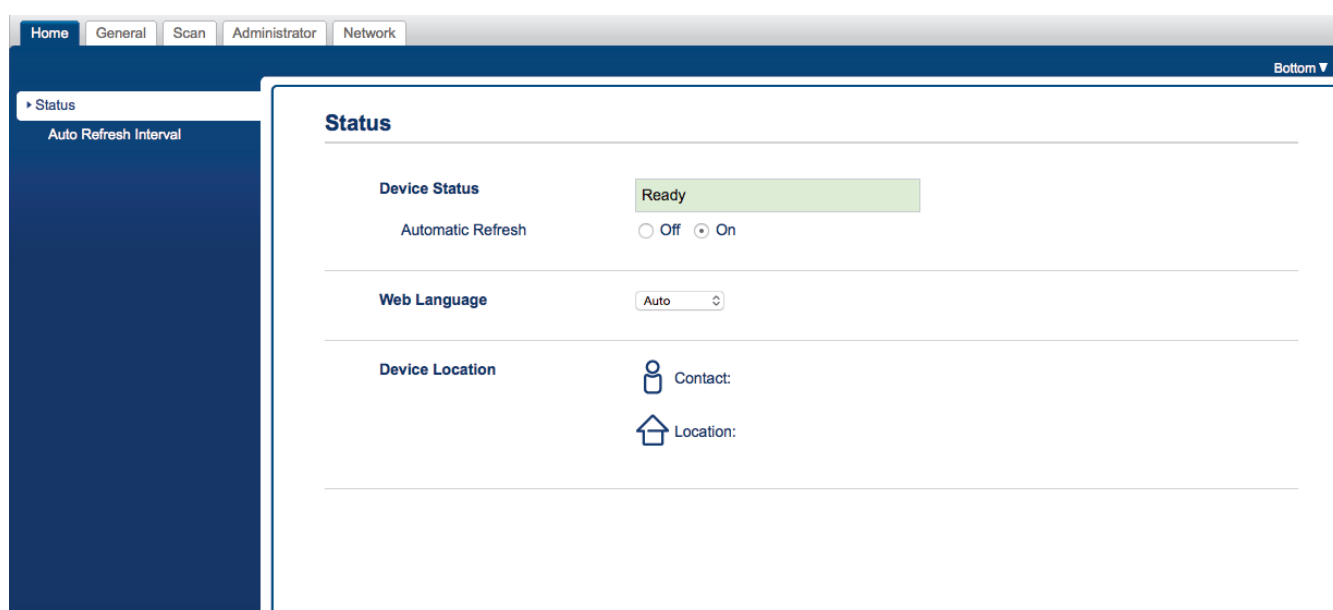 Home General Scan Administrator Network
Bottom ▼
Status
Auto Refresh Interval
Status
Device Status Ready
Automatic Refresh Off On
Web Language Auto
Device Location Contact:
Location: